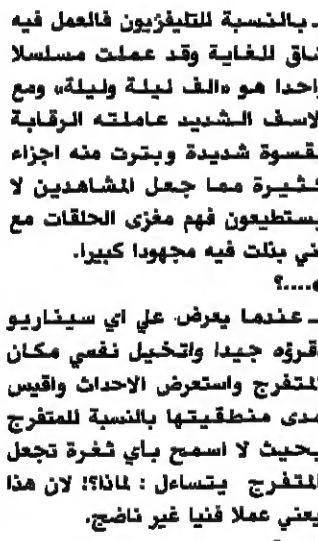 ـ بالنسبة للتليفزيون فالعمل فيه
شاق للغاية وقد عملت مسلسلا
واحدا هو «الف ليلة وليلة» ومع
الاسف الشديد عاملته الرقابة
بقسوة شديدة وبترت منه اجزاء
كثيرة مما جعل المشاهدين لا
يستطيعون فهم مغزى الحلقات مع
اني بذلت فيه مجهودا كبيرا.
.....؟
ـ عندما يعرض علي اي سيناريو
اقرؤه جيدا واتخيل نفسي مكان
المتفرج واستعرض الاحداث واقيس
مدى منطقيتها بالنسبة للمتفرج
بحيث لا اسمح بأي ثغرة تجعل
المتفرج يتساءل : لماذا؟! لان هذا
يعني عملا فنيا غير ناضج.